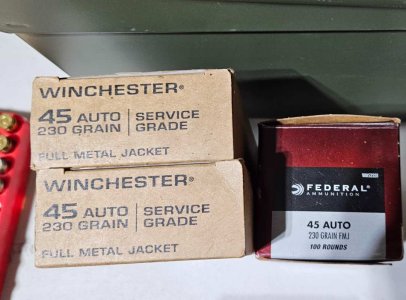 WINCHESTER®
45 AUTO
230 GRAIN
SERVICE
GRADE
FULL METAL JACKET
WINCHESTER®
45 AUTO
230 GRAIN
SERVICE
GRADE
FULL METAL JACKET
FEDERAL®
AMMUNITION
45 AUTO
230 GRAIN FMJ
100 ROUNDS